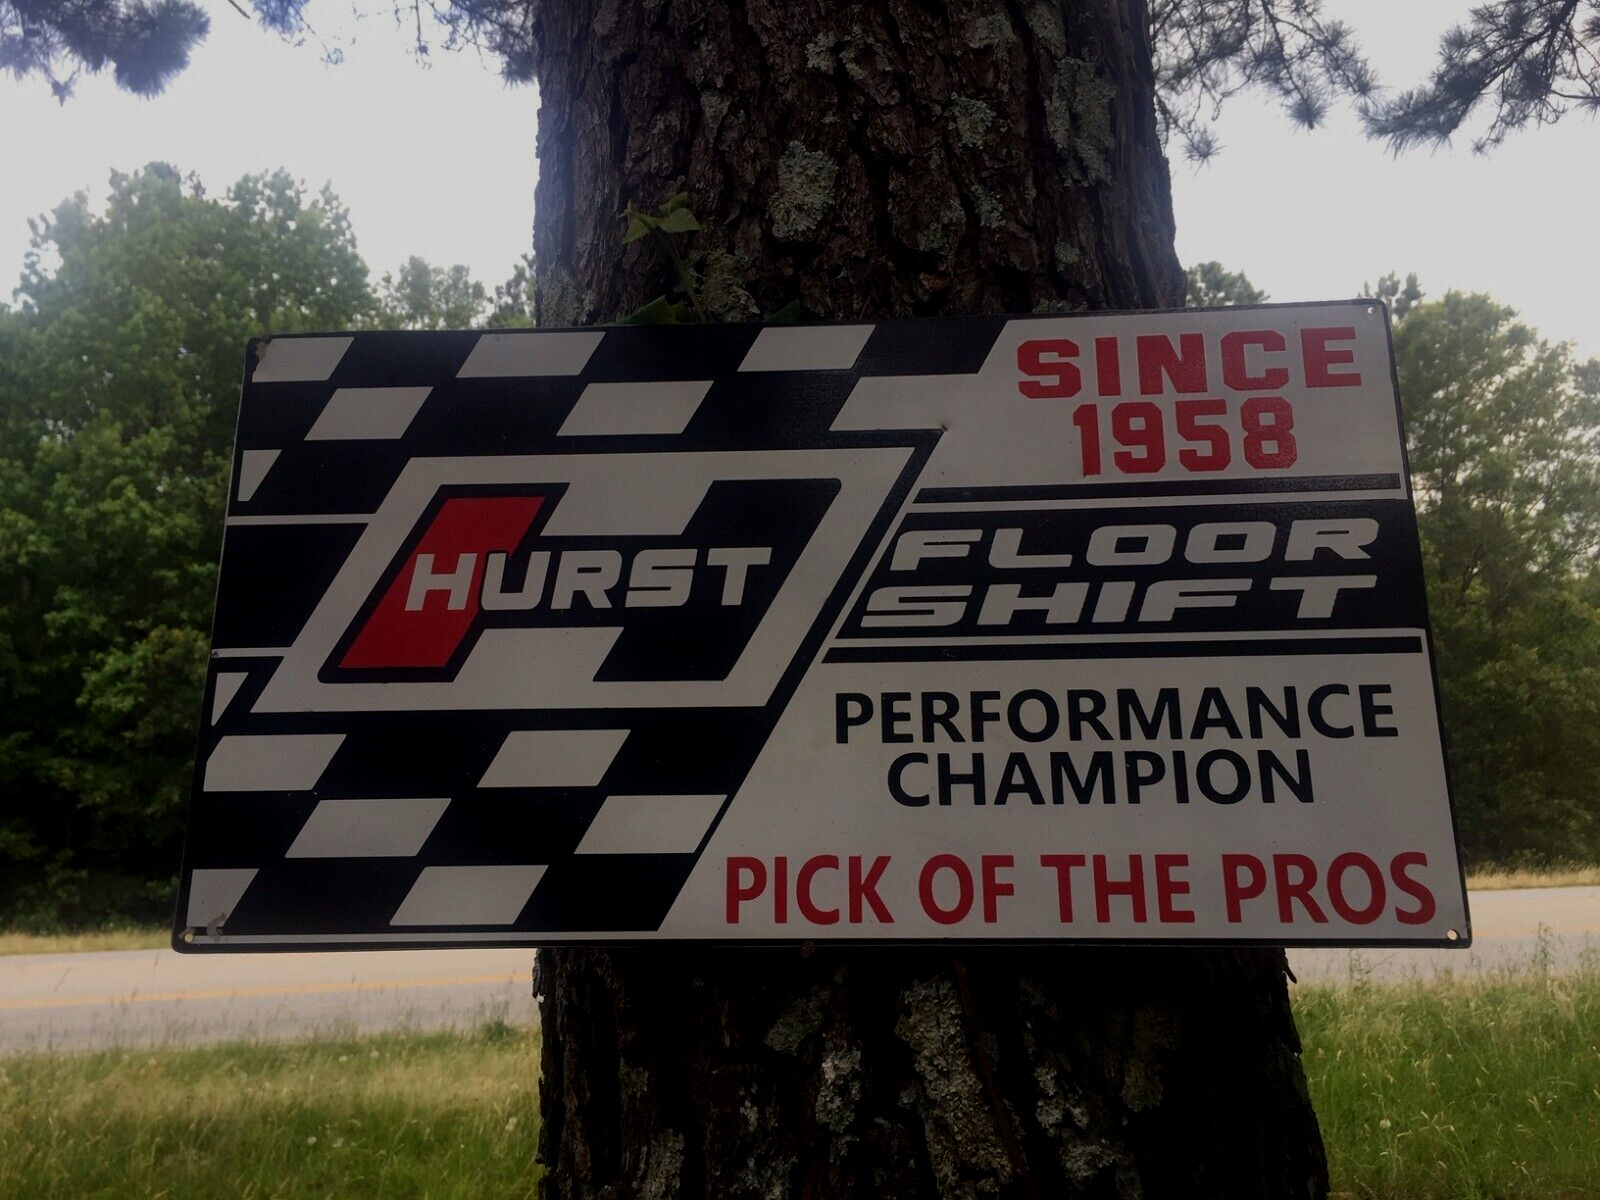 HURST
SINCE
1958
FLOOR
SHIFT
PERFORMANCE
CHAMPION
PICK OF THE PROS